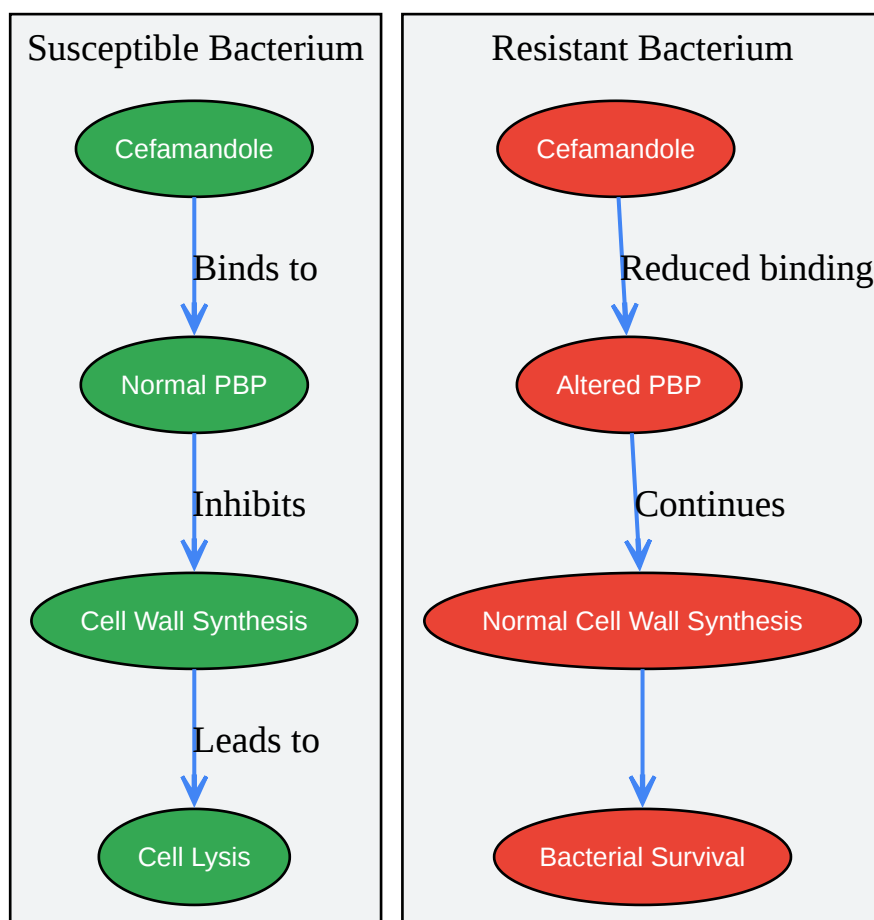 Susceptible Bacterium
Cefamandole
Binds to
Normal PBP
Inhibits
Cell Wall Synthesis
Leads to
Cell Lysis
Resistant Bacterium
Cefamandole
Reduced binding
Altered PBP
Continues
Normal Cell Wall Synthesis
Bacterial Survival